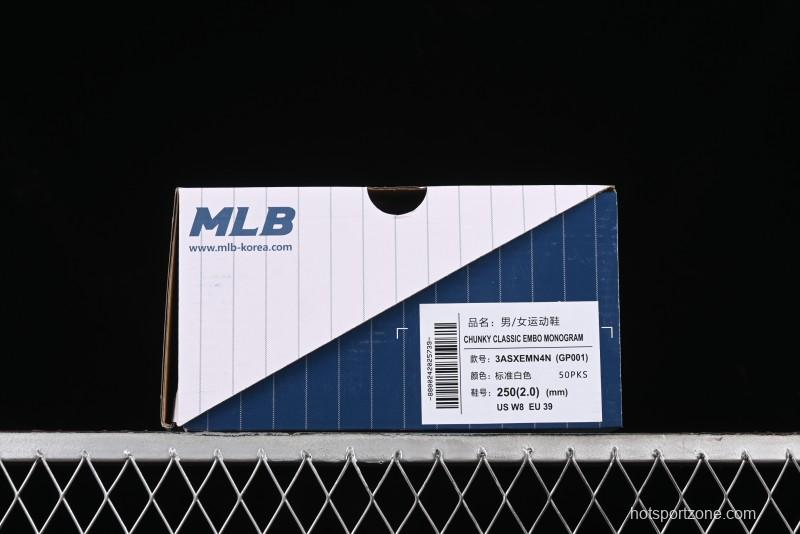 MLB
www.mlb-korea.com
品名: 男/女运动鞋
CHUNKY CLASSIC EMBO MONOGRAM
款号: 3ASXEMN4N (GP001)
颜色: 标准白色 50PKS
鞋号: 250(2.0) (mm)
US W8 EU 39
-8800242025739-
hotsportzone.com